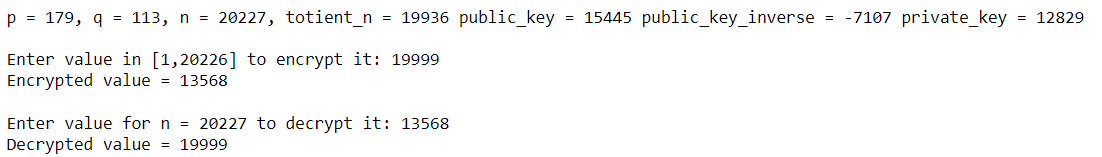 p = 179, q = 113, n = 20227, totient_n = 19936 public_key = 15445 public_key_inverse = -7107 private_key = 12829
Enter value in [1,20226] to encrypt it: 19999
Encrypted value = 13568
Enter value for n = 20227 to decrypt it: 13568
Decrypted value = 19999